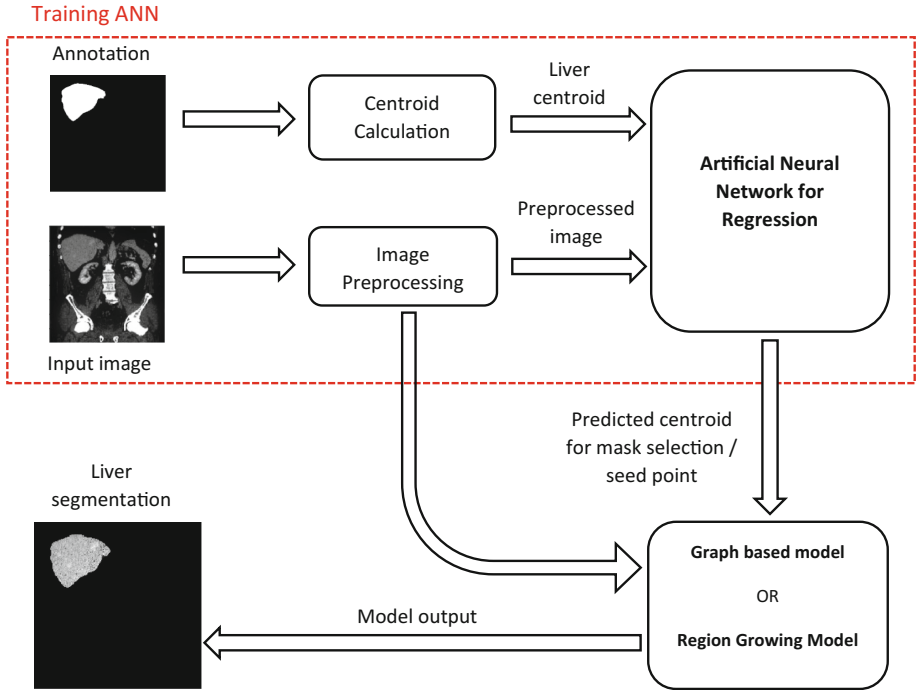 Training ANN
Annotation
Centroid
Calculation
Liver
centroid
Artificial Neural
Network for
Regression
Image
Preprocessing
Preprocessed
image
Input image
Predicted centroid
for mask selection /
seed point
Liver
segmentation
Graph based model
OR
Region Growing Model
Model output